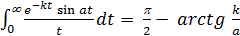 ∫₀^∞ e^{-kt} sin at / t dt = π/2 - arctg k/a